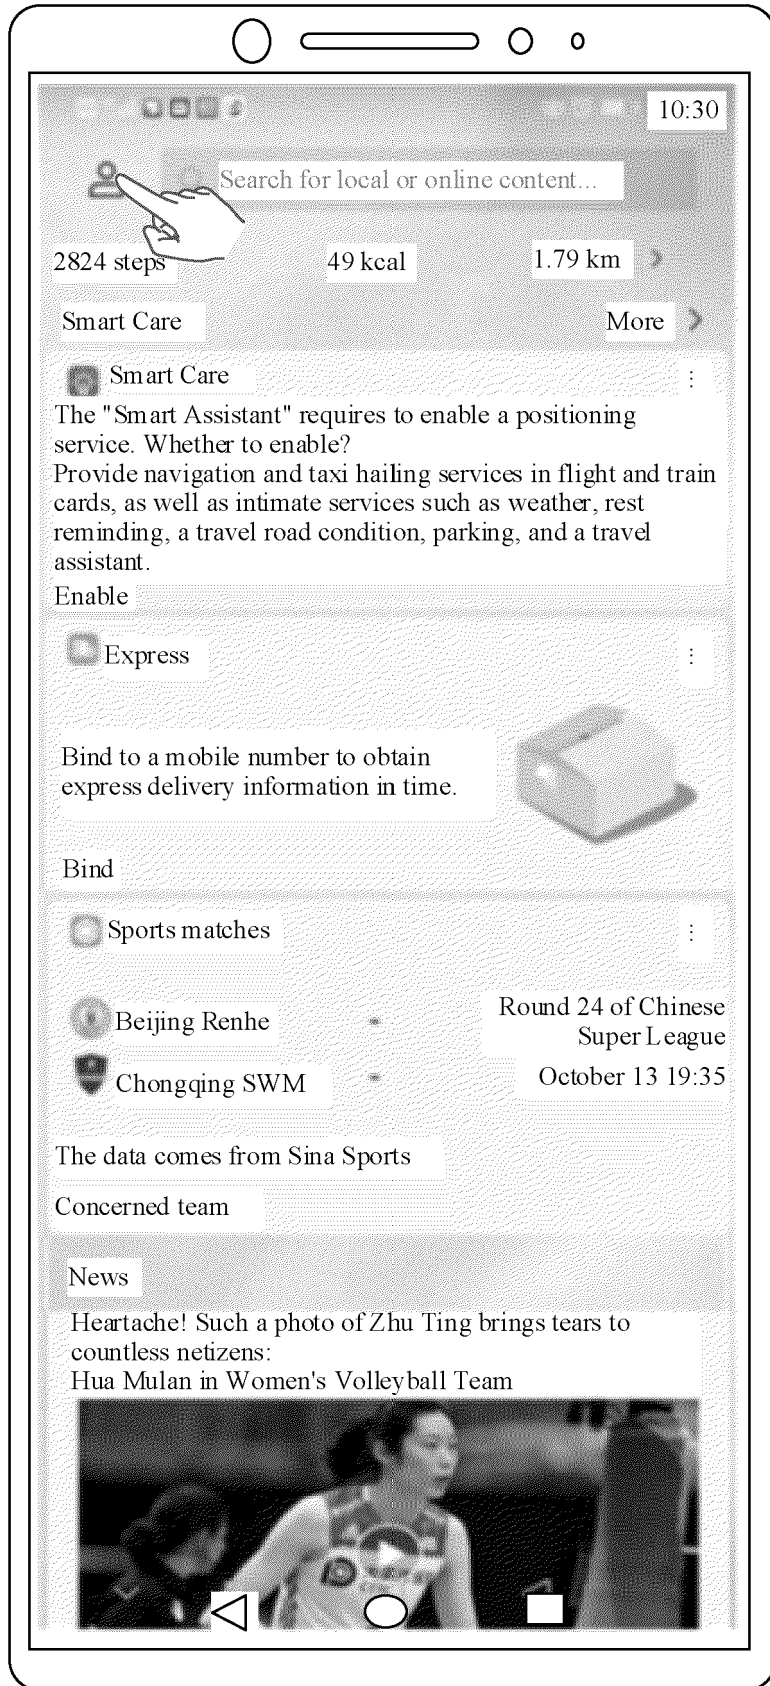 10:30
Search for local or online content...
2824 steps 49 kcal 1.79 km
Smart Care More
Smart Care
The "Smart Assistant" requires to enable a positioning
service. Whether to enable?
Provide navigation and taxi hailing services in flight and train
cards, as well as intimate services such as weather, rest
reminding, a travel road condition, parking, and a travel
assistant.
Enable
Express
Bind to a mobile number to obtain
express delivery information in time.
Bind
Sports matches
Beijing Renhe - Round 24 of Chinese
Super League
Chongqing SWM - October 13 19:35
The data comes from Sina Sports
Concerned team
News
Heartache! Such a photo of Zhu Ting brings tears to
countless netizens:
Hua Mulan in Women's Volleyball Team